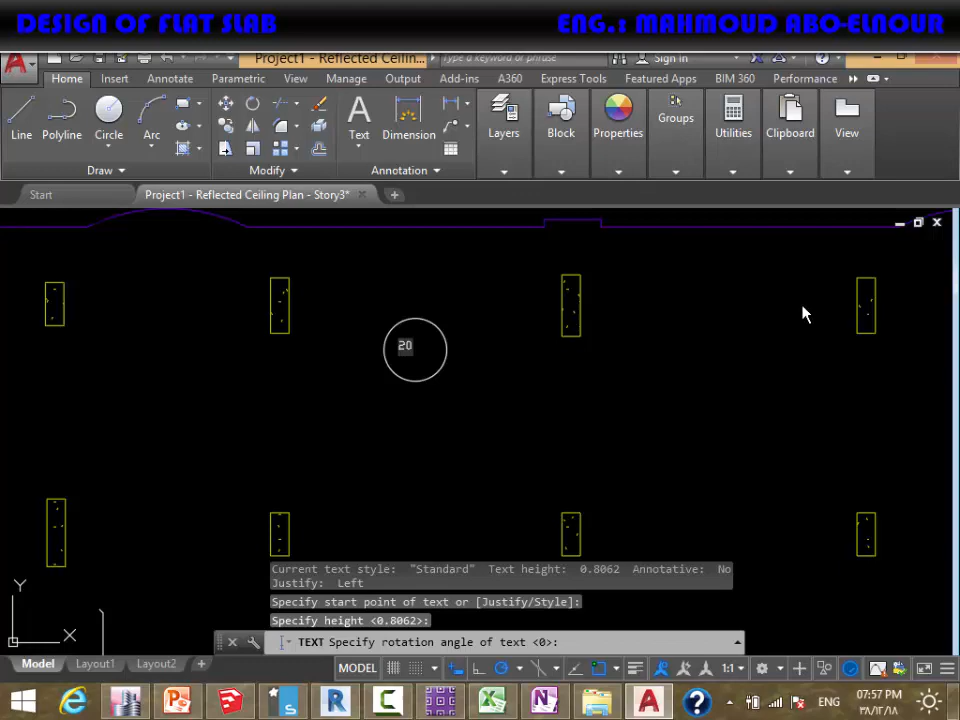 DESIGN OF FLAT SLAB
ENG.: MAHMOUD ABO-ELNOUR
Project1 - Reflected Ceilin...
Type a keyword or phrase
Sign In
Home
Insert
Annotate
Parametric
View
Manage
Output
Add-ins
A360
Express Tools
Featured Apps
BIM 360
Performance
Line
Polyline
Circle
Arc
Text
Dimension
Layers
Block
Properties
Groups
Utilities
Clipboard
View
Draw
Modify
Annotation
Start
Project1 - Reflected Ceiling Plan - Story3*
20
Current text style: "Standard" Text height: 0.8062 Annotative: No
Justify: Left
Specify start point of text or [Justify/Style]:
Specify height <0.8062>:
TEXT Specify rotation angle of text <0>:
Y
X
Model
Layout1
Layout2
MODEL
1:1
ENG
07:57 PM
٣٨/١٢/١٨